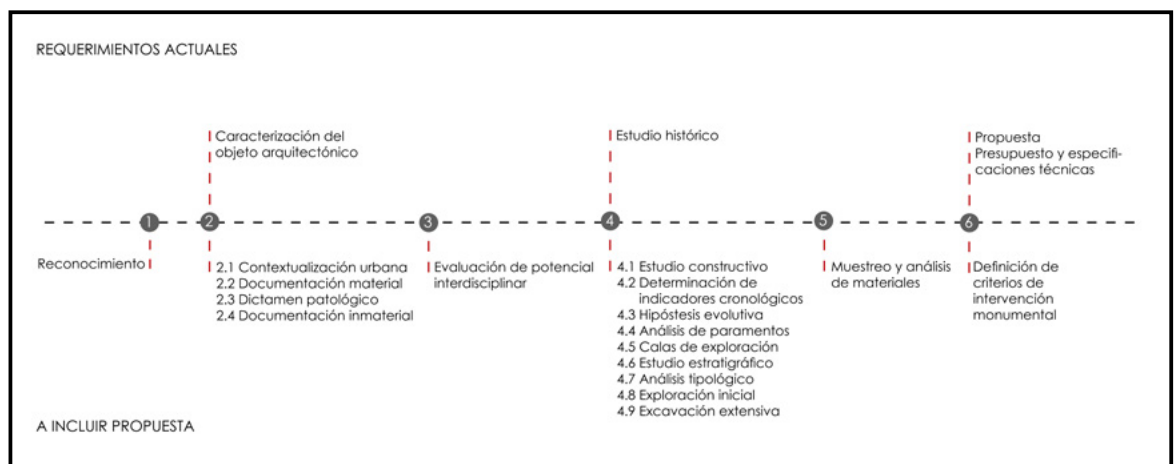 REQUERIMIENTOS ACTUALES
Caracterización del
objeto arquitectónico
Estudio histórico
Propuesta
Presupuesto y especifi-
caciones técnicas
1
2
3
4
5
6
Reconocimiento
2.1 Contextualización urbana
2.2 Documentación material
2.3 Dictamen patológico
2.4 Documentación inmaterial
Evaluación de potencial
interdisciplinar
4.1 Estudio constructivo
4.2 Determinación de
indicadores cronológicos
4.3 Hipóstesis evolutiva
4.4 Análisis de paramentos
4.5 Calas de exploración
4.6 Estudio estratigráfico
4.7 Análisis tipológico
4.8 Exploración inicial
4.9 Excavación extensiva
Muestreo y análisis
de materiales
Definición de
criterios de
intervención
monumental
A INCLUIR PROPUESTA